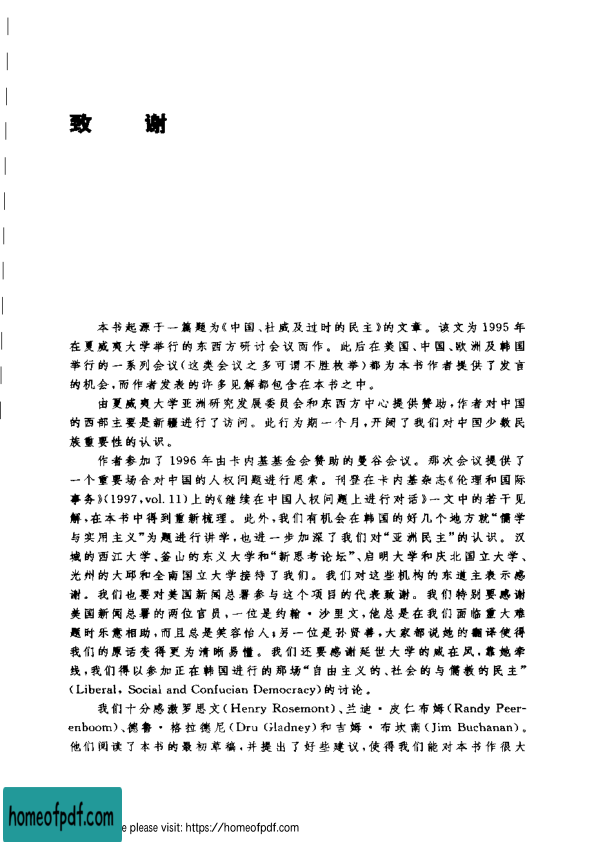 致 谢
本书起源于一篇题为《中国、杜威及过时的民主》的文章。该文为1995年
在夏威夷大学举行的东西方研讨会议而作。此后在美国、中国、欧洲及韩国
举行的一系列会议(这类会议之多可谓不胜枚举)都为本书作者提供了发言
的机会,而作者发表的许多见解都包含在本书之中。
由夏威夷大学亚洲研究发展委员会和东西方中心提供赞助,作者对中国
的西部主要是新疆进行了访问。此行为期一个月,开阔了我们对中国少数民
族重要性的认识。
作者参加了1996年由卡内基基金会赞助的曼谷会议。那次会议提供了
一个重要场合对中国的人权问题进行思索。刊登在卡内基杂志《伦理和国际
事务》(1997,vol.11)上的《继续在中国人权问题上进行对话》一文中的若干见
解,在本书中得到重新梳理。此外,我们有机会在韩国的好几个地方就“儒学
与实用主义”为题进行讲学,也进一步加深了我们对“亚洲民主”的认识。汉
城的西江大学、釜山的东义大学和“新思考论坛”、启明大学和庆北国立大学、
光州的大邱和全南国立大学接待了我们。我们对这些机构的东道主表示感
谢。我们也要对美国新闻总署参与这个项目的代表致谢。我们特别要感谢
美国新闻总署的两位官员,一位是约翰·沙里文,他总是在我们面临重大难
题时乐意相助,而且总是笑容怡人;另一位是孙贤善,大家都说她的翻译使得
我们的原话变得更为清晰易懂。我们还要感谢延世大学的咸在凤,靠她牵
线,我们得以参加正在韩国进行的那场“自由主义的、社会的与儒教的民主”
(Liberal, Social and Confucian Democracy)的讨论。
我们十分感激罗思文(Henry Rosemont)、兰迪·皮仁布姆(Randy Peer-
enboom)、德鲁·格拉德尼(Dru Gladney)和吉姆·布坎南(Jim Buchanan)。
他们阅读了本书的最初草稿,并提出了好些建议,使得我们能对本书作很大
homeofpdf.com
e please visit: https://homeofpdf.com